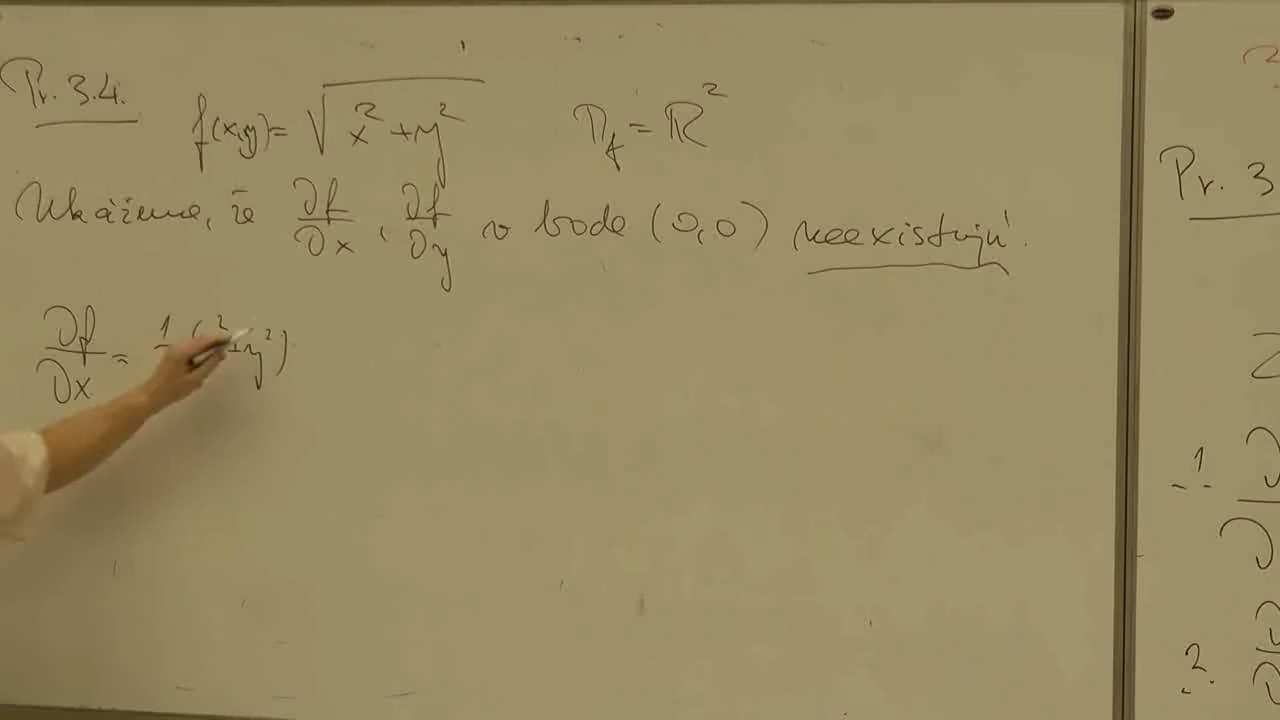 Pr. 3.4. f(x,y) = √(x² + y²) D_f = ℝ²
Ukážeme, že ∂f/∂x, ∂f/∂y v bode (0,0) neexistujú.
∂f/∂x = 1 ( ² + y²)
Pr. 3
1.
2.